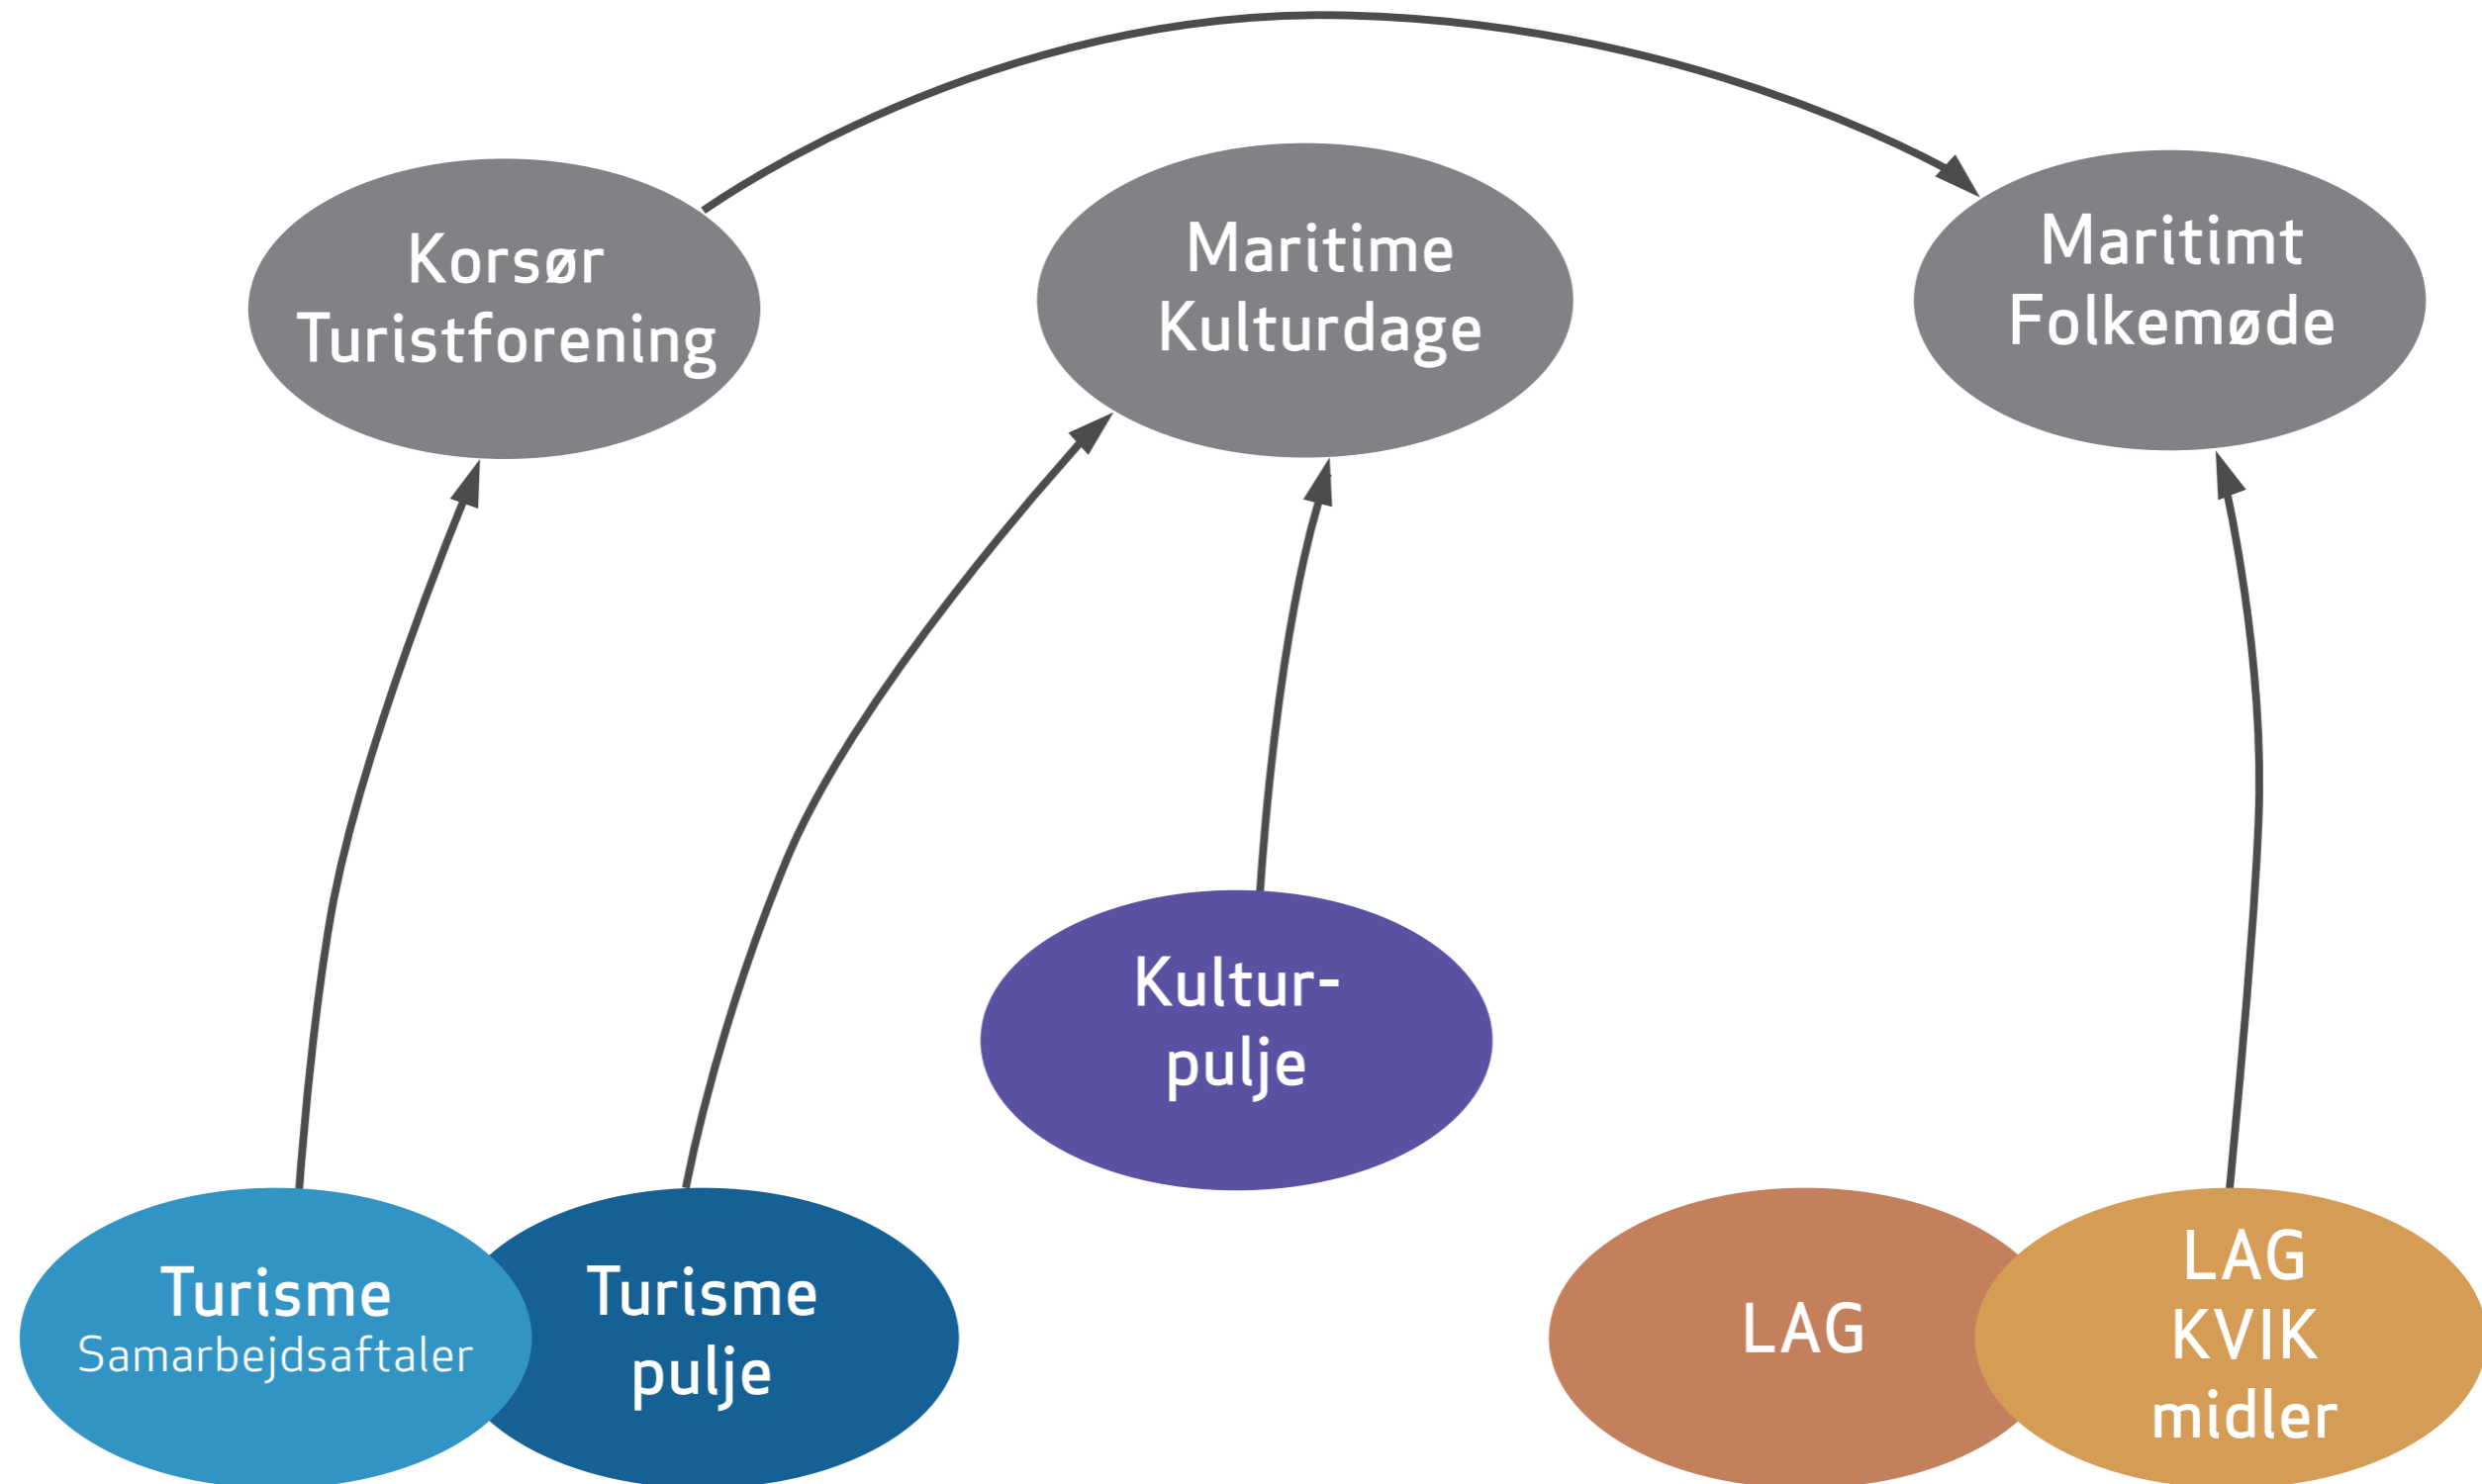 Korsør
Turistforening
Maritime
Kulturdage
Maritimt
Folkemøde
Kultur-
pulje
Turisme
Samarbejdsaftaler
Turisme
pulje
LAG
LAG
KVIK
midler